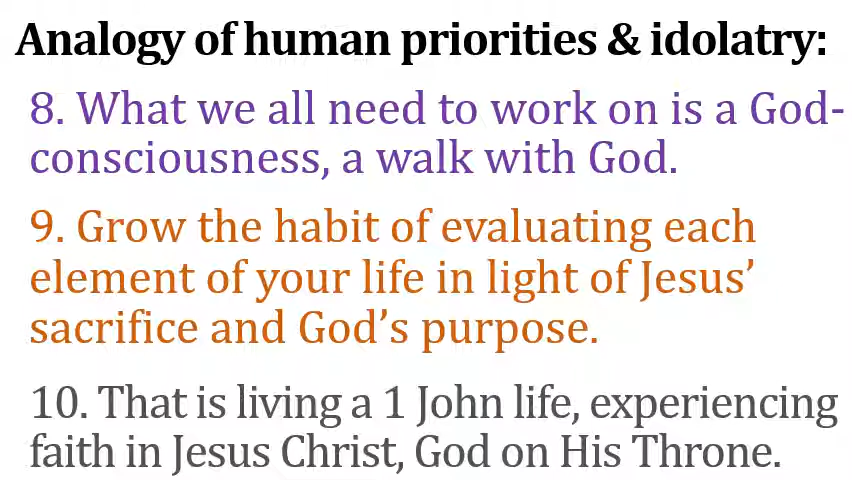 Analogy of human priorities & idolatry:
8. What we all need to work on is a God-
consciousness, a walk with God.
9. Grow the habit of evaluating each
element of your life in light of Jesus’
sacrifice and God’s purpose.
10. That is living a 1 John life, experiencing
faith in Jesus Christ, God on His Throne.